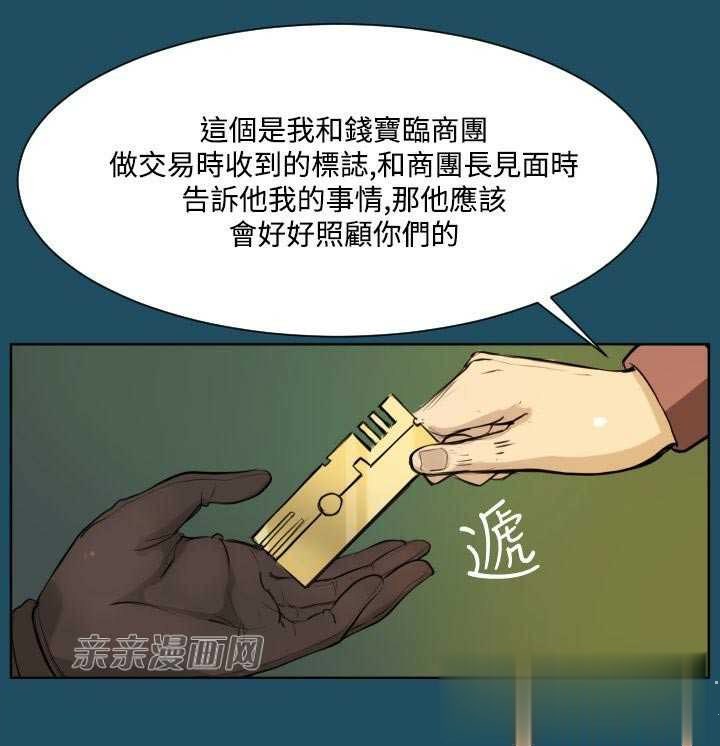 這個是我和錢寶臨商團
做交易時收到的標誌,和商團長見面時
告訴他我的事情,那他應該
會好好照顧你們的
遞
亲亲漫画网